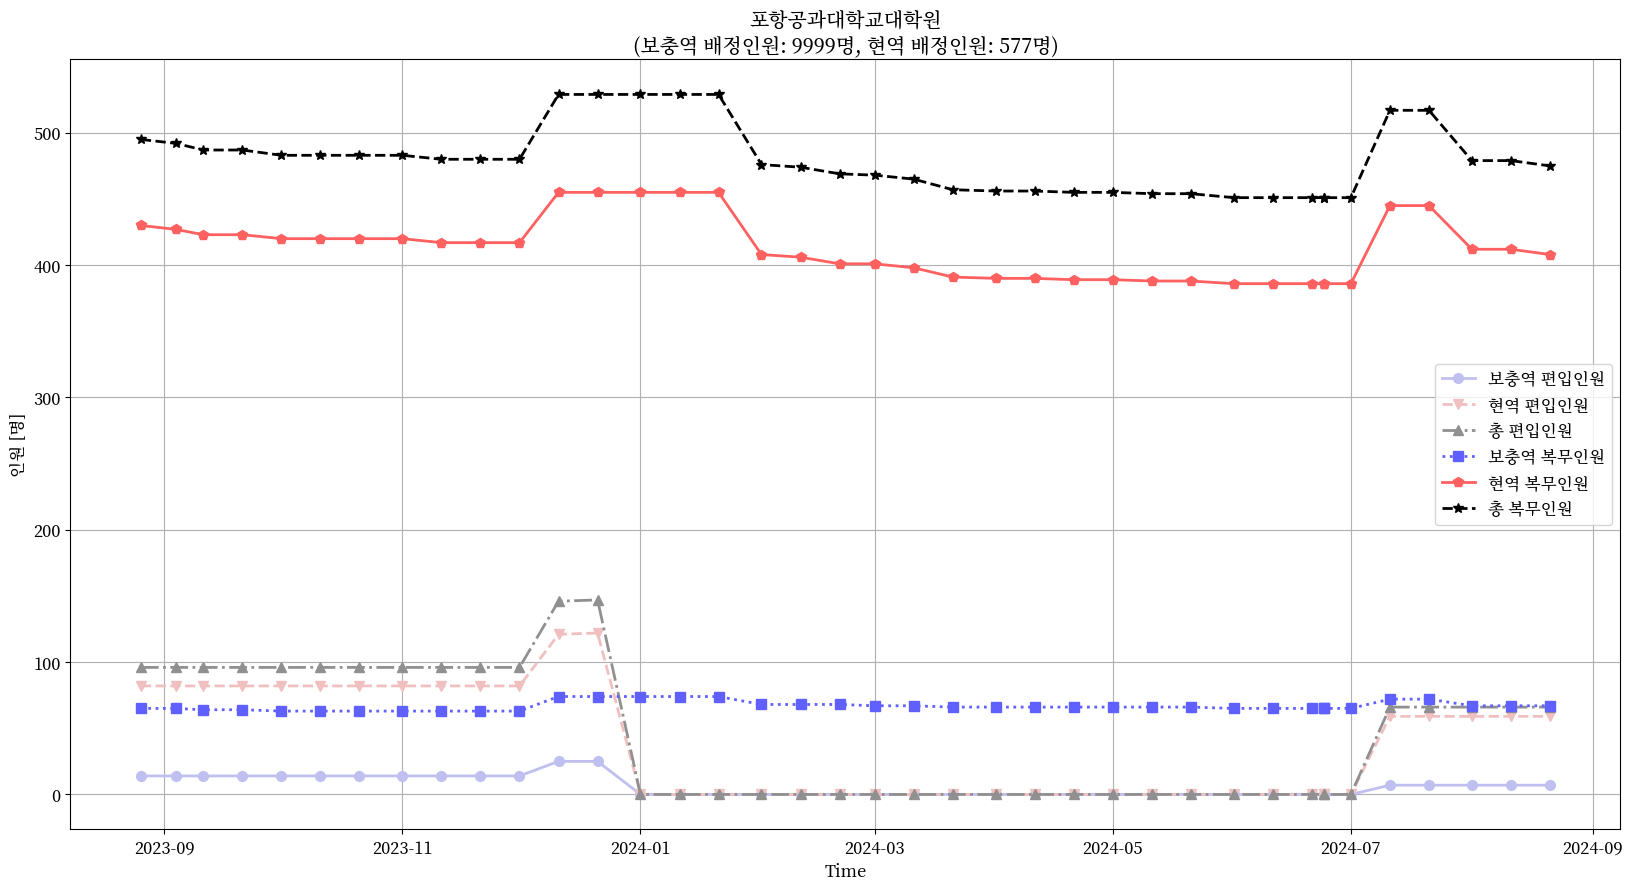 포항공과대학교대학원
(보충역 배정인원: 9999명, 현역 배정인원: 577명)
500
400
300
200
100
0
인원 [명]
보충역 편입인원
현역 편입인원
총 편입인원
보충역 복무인원
현역 복무인원
총 복무인원
2023-09
2023-11
2024-01
2024-03
2024-05
2024-07
2024-09
Time